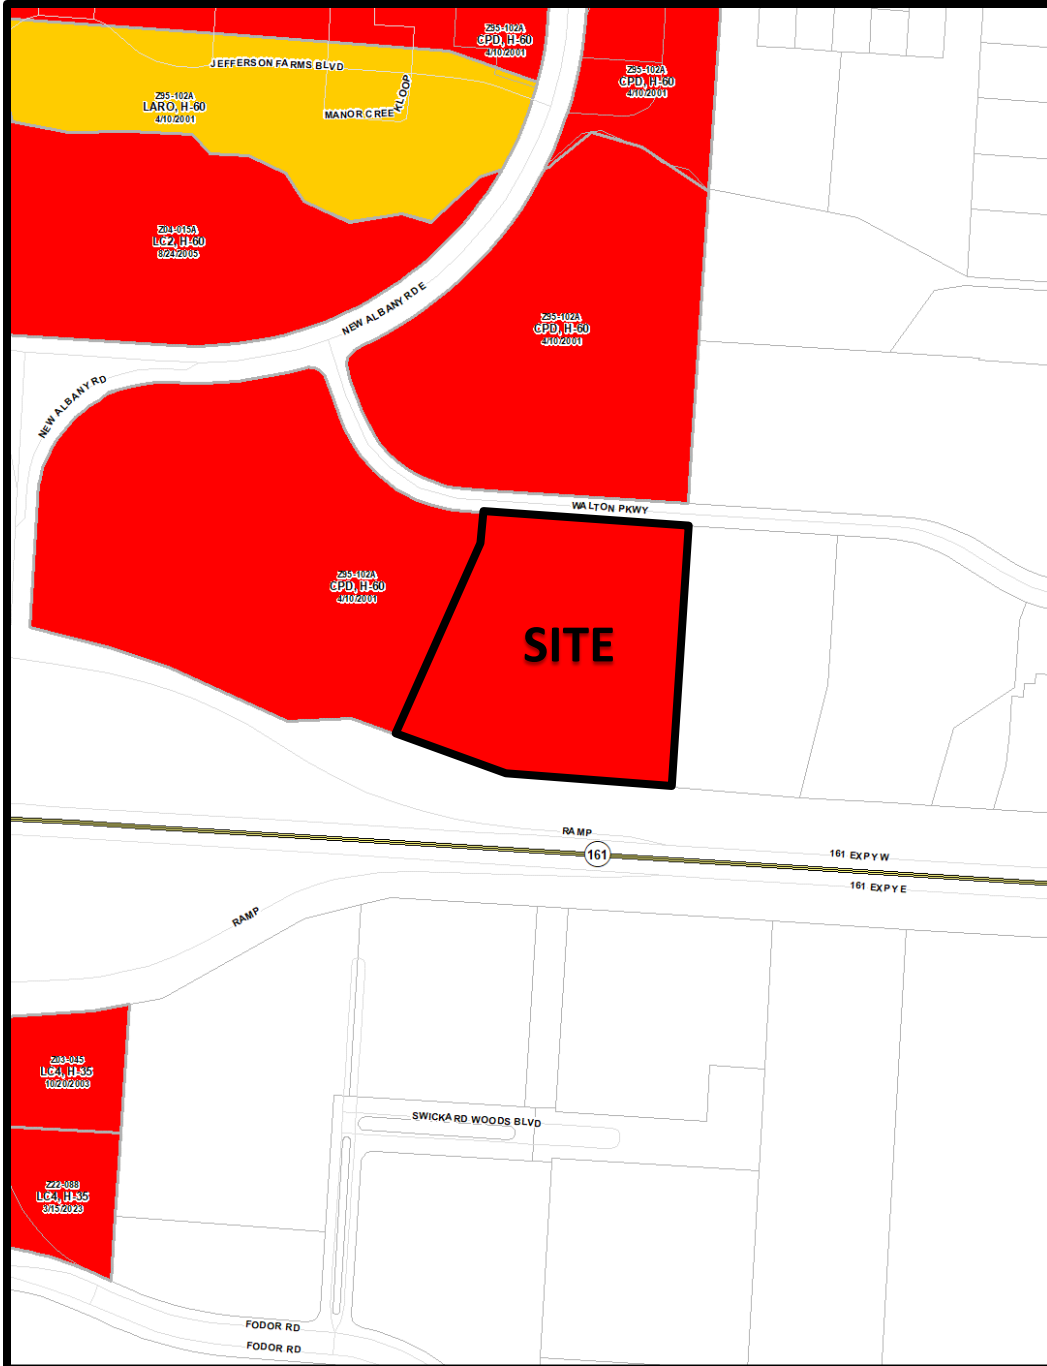 Z95-102A
CPD, H-60
4/10/2001
JEFFERSON FARMS BLVD
Z95-102A
CPD, H-60
4/10/2001
KLOOP
Z95-102A
LARO, H-60
4/10/2001
MANOR CREE
Z04-015A
LC2, H-60
8/24/2005
NEW ALBANY RD E
Z95-102A
CPD, H-60
4/10/2001
NEW ALBANY RD
WALTON PKWY
Z95-102A
CPD, H-60
4/10/2001
SITE
RAMP
161
161 EXPY W
161 EXPY E
RAMP
Z03-045
LC4, H-35
10/20/2003
SWICKARD WOODS BLVD
Z22-088
LC4, H-35
3/15/2023
FODOR RD
FODOR RD